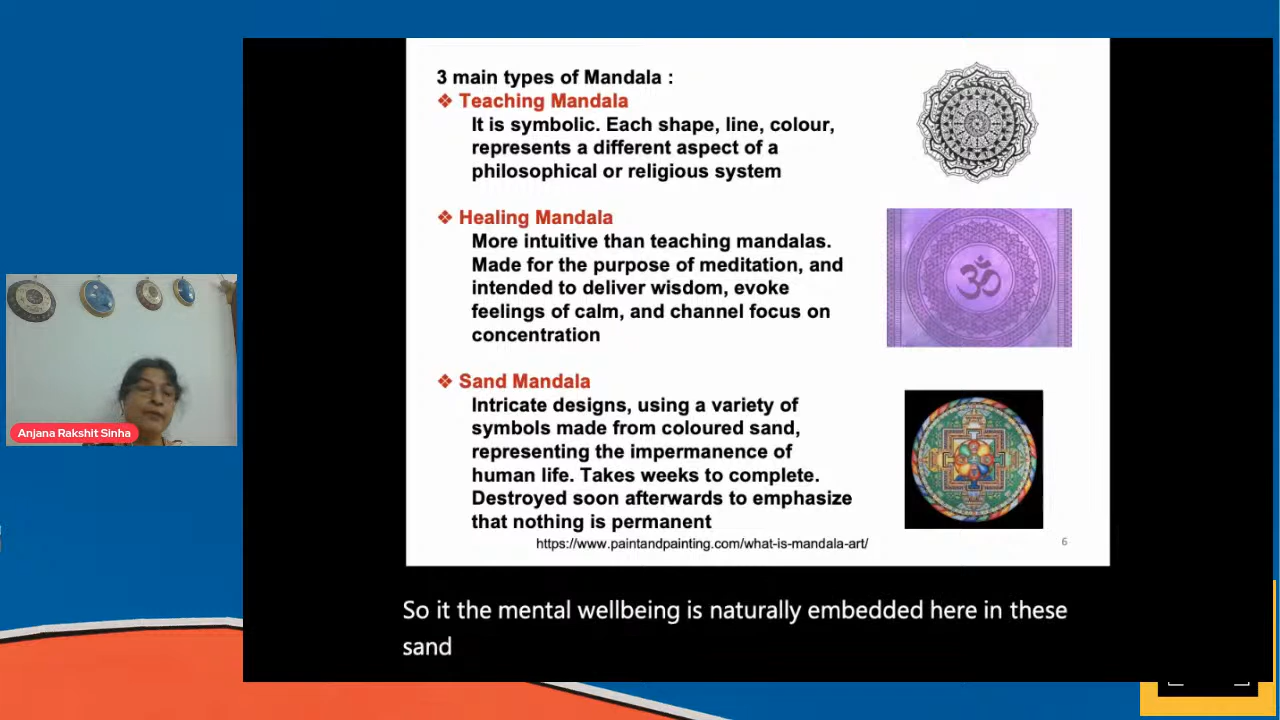 3 main types of Mandala :
❖ Teaching Mandala
It is symbolic. Each shape, line, colour,
represents a different aspect of a
philosophical or religious system
❖ Healing Mandala
More intuitive than teaching mandalas.
Made for the purpose of meditation, and
intended to deliver wisdom, evoke
feelings of calm, and channel focus on
concentration
ॐ
❖ Sand Mandala
Intricate designs, using a variety of
symbols made from coloured sand,
representing the impermanence of
human life. Takes weeks to complete.
Destroyed soon afterwards to emphasize
that nothing is permanent
https://www.paintandpainting.com/what-is-mandala-art/
6
Anjana Rakshit Sinha
So it the mental wellbeing is naturally embedded here in these
sand